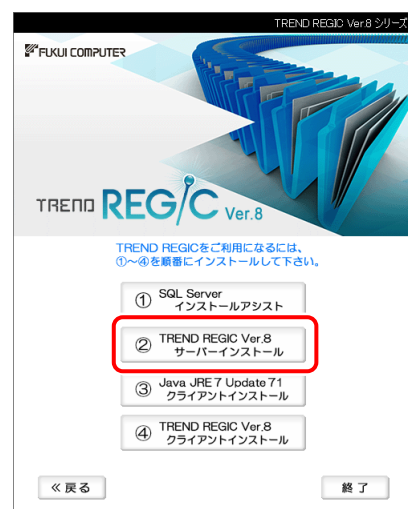 TREND REGIC Ver.8 シリーズ
FUKUI COMPUTER
TREND REGIC Ver.8
TREND REGICをご利用になるには、
①～④を順番にインストールして下さい。
① SQL Server
インストールアシスト
② TREND REGIC Ver.8
サーバーインストール
③ Java JRE 7 Update 71
クライアントインストール
④ TREND REGIC Ver.8
クライアントインストール
≪戻る
終了